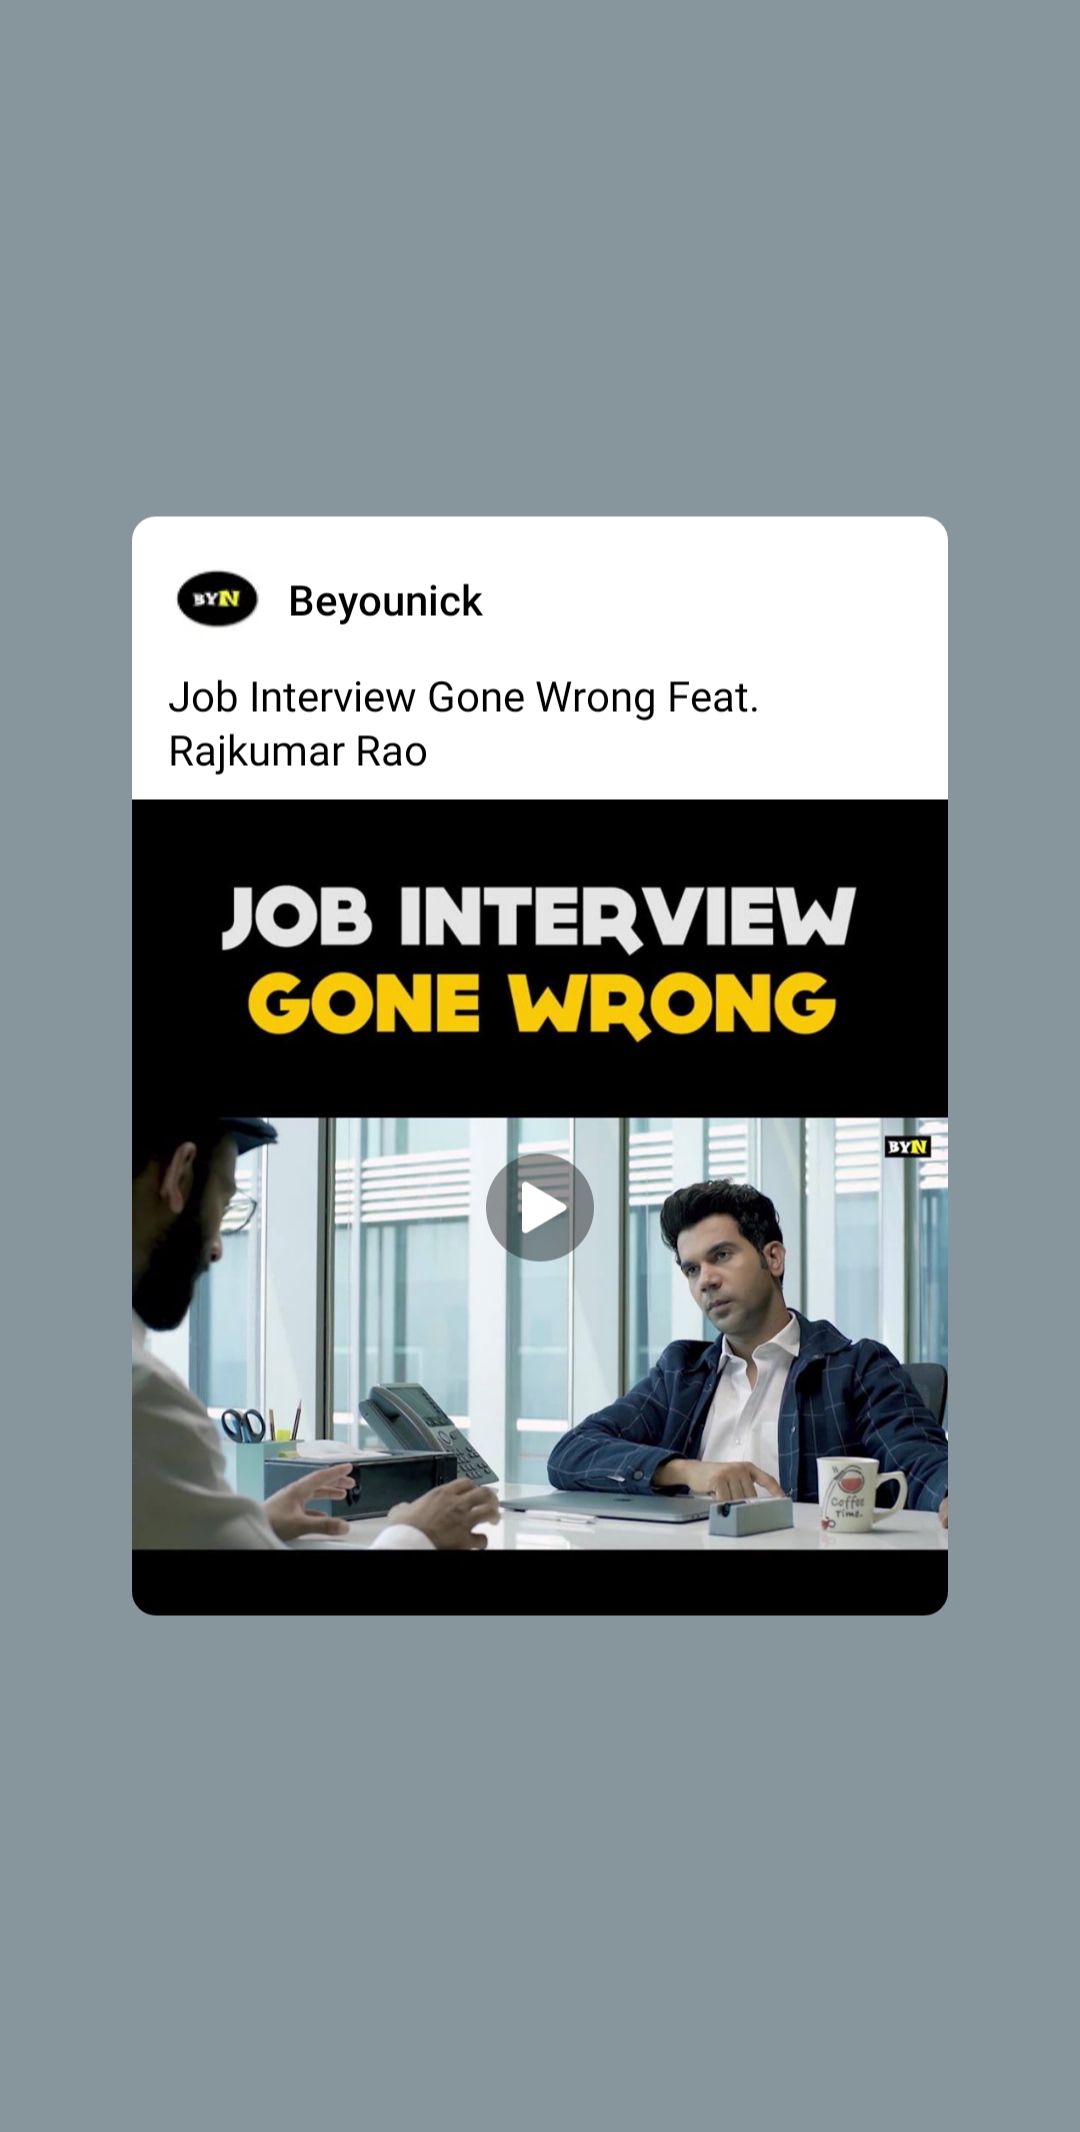 BYN
Beyounick
Job Interview Gone Wrong Feat.
Rajkumar Rao
JOB INTERVIEW
GONE WRONG
BYN
Coffee
Time.